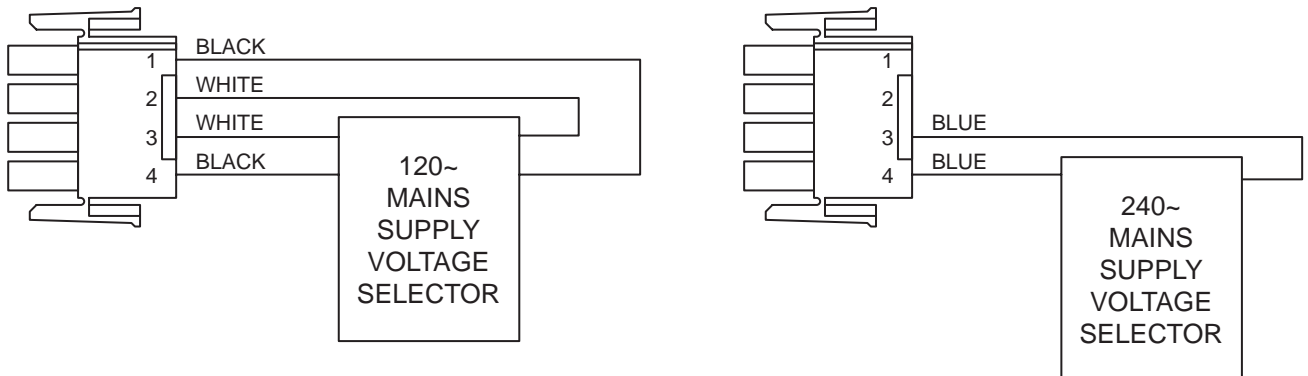 BLACK
1
WHITE
2
WHITE
3
BLACK
4
120~
MAINS
SUPPLY
VOLTAGE
SELECTOR
1
2
BLUE
3
BLUE
4
240~
MAINS
SUPPLY
VOLTAGE
SELECTOR